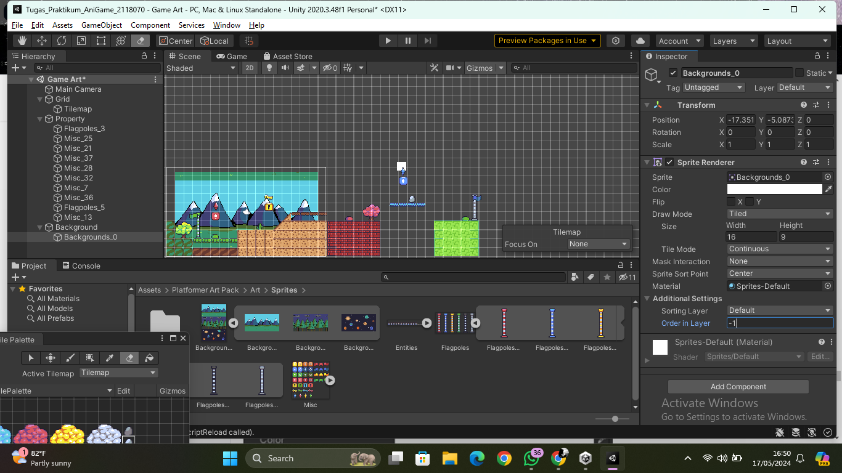 Tugas_Praktikum_AniGame_2118070 - Game Art - PC, Mac & Linux Standalone - Unity 2020.3.48f1 Personal* <DX11>
File Edit Assets GameObject Component Services Window Help
Center Local Preview Packages in Use Account Layers Layout
Hierarchy Scene Game Asset Store Inspector
All Shaded 2D 0 Gizmos All
Backgrounds_0 Static
Tag Untagged Layer Default
Game Art*
Main Camera
Grid
Tilemap
Property
Flagpoles_3
Misc_25
Misc_21
Misc_37
Misc_28
Misc_32
Misc_7
Misc_36
Flagpoles_5
Misc_13
Background
Backgrounds_0
Tilemap
Focus On None
Transform
Position X -17.351 Y -5.0873 Z 0
Rotation X 0 Y 0 Z 0
Scale X 1 Y 1 Z 1
Sprite Renderer
Sprite Backgrounds_0
Color
Flip X Y
Draw Mode Tiled
Size Width Height
16 9
Tile Mode Continuous
Mask Interaction None
Sprite Sort Point Center
Material Sprites-Default
Additional Settings
Sorting Layer Default
Order in Layer -1
Sprites-Default (Material)
Shader Sprites/Default Edit...
Add Component
Activate Windows
Go to Settings to activate Windows.
Project Console
11
Favorites
All Materials
All Models
All Prefabs
Assets > Platformer Art Pack > Art > Sprites >
Backgroun... Backgro... Backgro... Backgro... Entities Flagpoles Flagpoles... Flagpoles... Flagpoles...
Flagpoles... Flagpoles... Misc
ile Palette
Active Tilemap Tilemap
lePalette Edit Gizmos
criptReload called).
82°F
Partly sunny
1
Search
36
16:50
17/05/2024